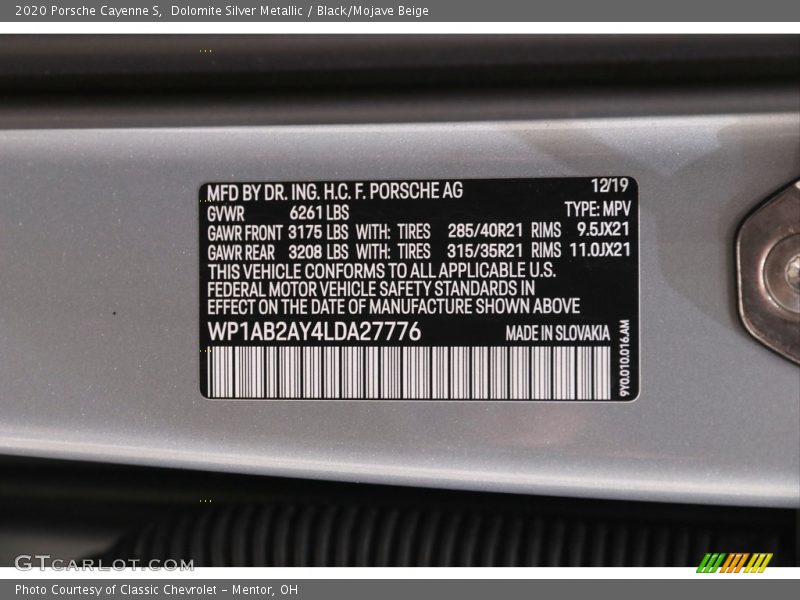 2020 Porsche Cayenne S, Dolomite Silver Metallic / Black/Mojave Beige
MFD BY DR. ING. H.C. F. PORSCHE AG 12/19
GVWR 6261 LBS TYPE: MPV
GAWR FRONT 3175 LBS WITH: TIRES 285/40R21 RIMS 9.5JX21
GAWR REAR 3208 LBS WITH: TIRES 315/35R21 RIMS 11.0JX21
THIS VEHICLE CONFORMS TO ALL APPLICABLE U.S.
FEDERAL MOTOR VEHICLE SAFETY STANDARDS IN
EFFECT ON THE DATE OF MANUFACTURE SHOWN ABOVE
WP1AB2AY4LDA27776 MADE IN SLOVAKIA
9Y0.010.016.AM
GTCARLOT.COM
Photo Courtesy of Classic Chevrolet - Mentor, OH